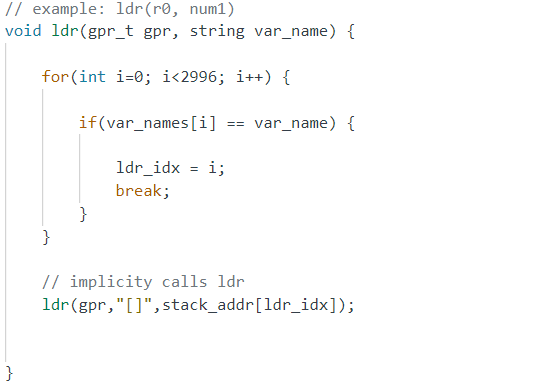 // example: ldr(r0, num1)
void ldr(gpr_t gpr, string var_name) {
for(int i=0; i<2996; i++) {
if(var_names[i] == var_name) {
ldr_idx = i;
break;
}
}
// implicity calls ldr
ldr(gpr,"[]",stack_addr[ldr_idx]);
}